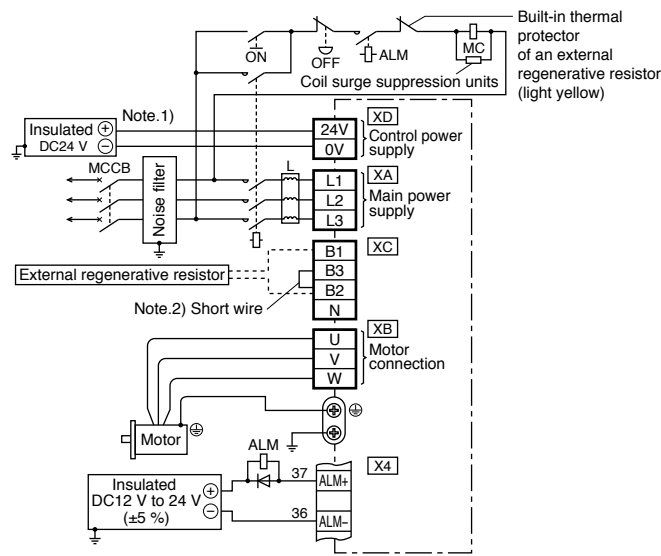 Built-in thermal
protector
of an external
regenerative resistor
(light yellow)
ON
OFF
ALM
MC
Coil surge suppression units
Note.1)
Insulated
DC24 V
XD
24V
0V
Control power
supply
MCCB
Noise filter
L
XA
L1
L2
L3
Main power
supply
XC
B1
B3
B2
N
External regenerative resistor
Note.2) Short wire
XB
U
V
W
Motor
connection
Motor
ALM
X4
Insulated
DC12 V to 24 V
(±5 %)
37
ALM+
36
ALM−